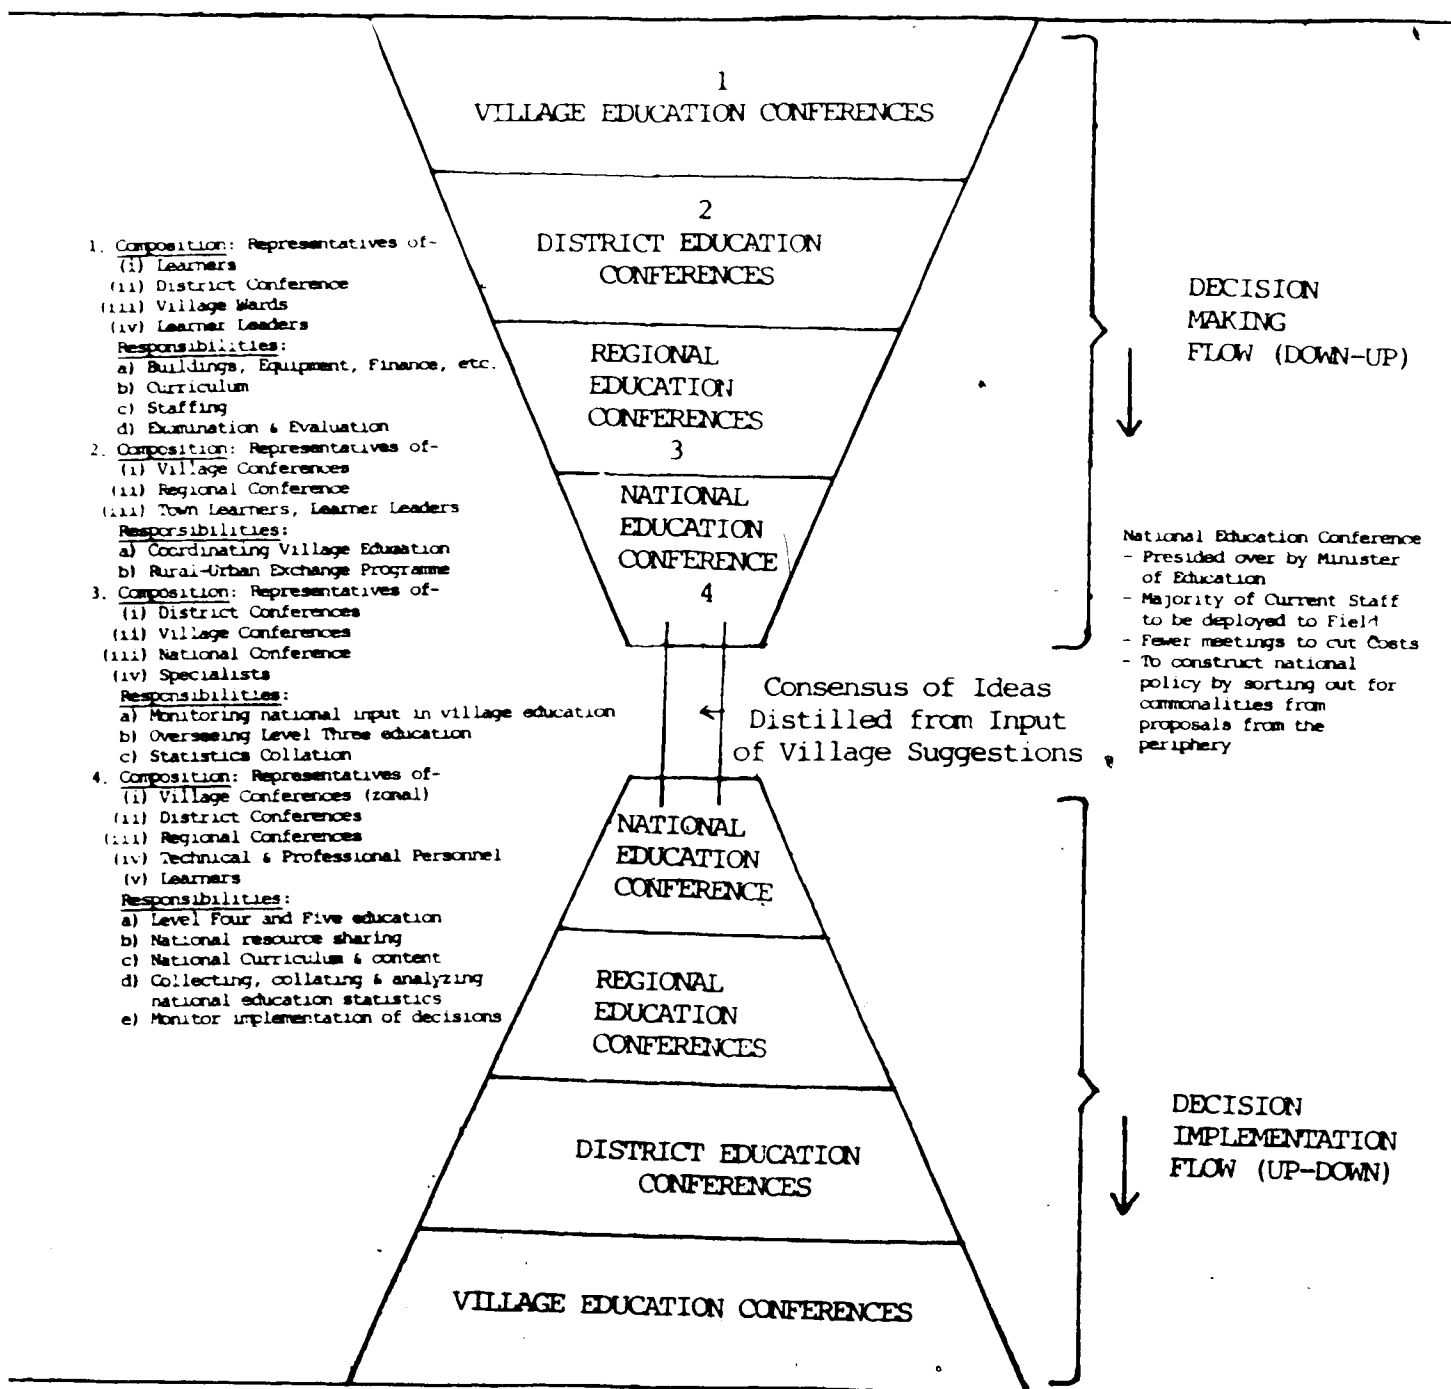 1
VILLAGE EDUCATION CONFERENCES
2
DISTRICT EDUCATION
CONFERENCES
REGIONAL
EDUCATION
CONFERENCES
3
NATIONAL
EDUCATION
CONFERENCE
4
1. Composition: Representatives of-
(i) Learners
(ii) District Conference
(iii) Village Wards
(iv) Learner Leaders
Responsibilities:
a) Buildings, Equipment, Finance, etc.
b) Curriculum
c) Staffing
d) Examination & Evaluation
2. Composition: Representatives of-
(i) Village Conferences
(ii) Regional Conference
(iii) Town Learners, Learner Leaders
Responsibilities:
a) Coordinating Village Education
b) Rural-Urban Exchange Programme
3. Composition: Representatives of-
(i) District Conferences
(ii) Village Conferences
(iii) National Conference
(iv) Specialists
Responsibilities:
a) Monitoring national input in village education
b) Overseeing Level Three education
c) Statistics Collation
4. Composition: Representatives of-
(i) Village Conferences (zonal)
(ii) District Conferences
(iii) Regional Conferences
(iv) Technical & Professional Personnel
(v) Learners
Responsibilities:
a) Level Four and Five education
b) National resource sharing
c) National Curriculum & content
d) Collecting, collating & analyzing
national education statistics
e) Monitor implementation of decisions
DECISION
MAKING
FLOW (DOWN-UP)
National Education Conference
- Presided over by Minister
of Education
- Majority of Current Staff
to be deployed to Field
- Fewer meetings to cut Costs
- To construct national
policy by sorting out for
commonalities from
proposals from the
periphery
Consensus of Ideas
Distilled from Input
of Village Suggestions
NATIONAL
EDUCATION
CONFERENCE
REGIONAL
EDUCATION
CONFERENCES
DISTRICT EDUCATION
CONFERENCES
VILLAGE EDUCATION CONFERENCES
DECISION
IMPLEMENTATION
FLOW (UP-DOWN)